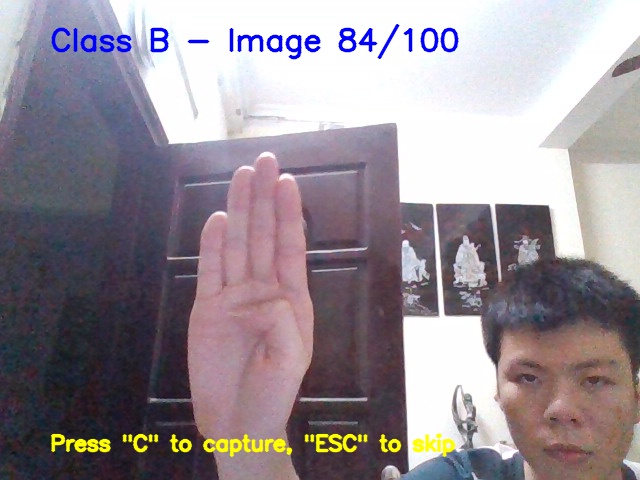 Class B - Image 84/100
Press "C" to capture, "ESC" to skip